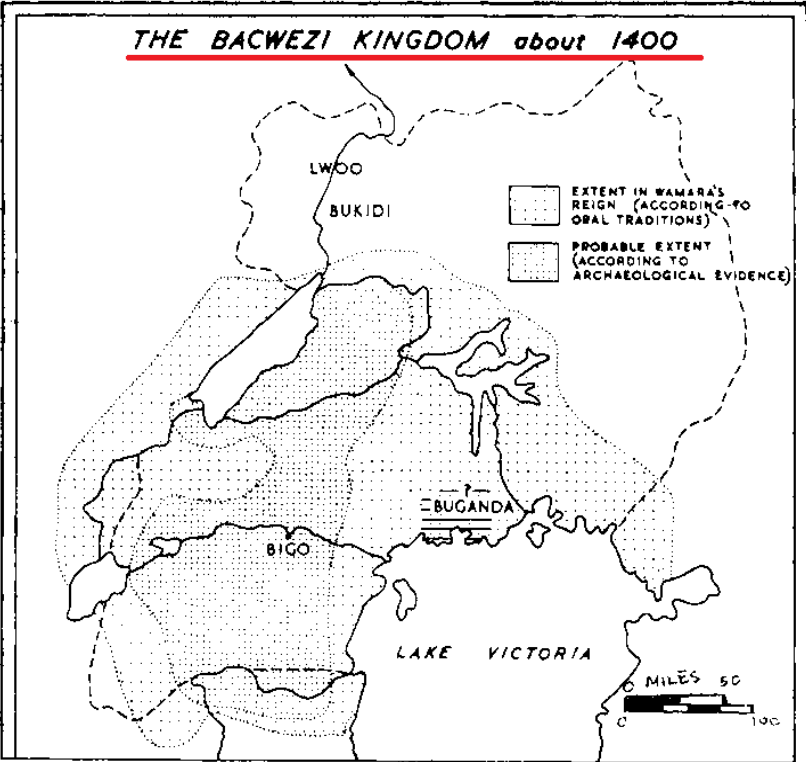 THE BACWEZI KINGDOM about 1400
LWOO
BUKIDI
EXTENT IN WAMARA'S
REIGN (ACCORDING TO
ORAL TRADITIONS)
PROBABLE EXTENT
(ACCORDING TO
ARCHAEOLOGICAL EVIDENCE)
?
BUGANDA
BIGO
LAKE VICTORIA
0 MILES 50
0 100